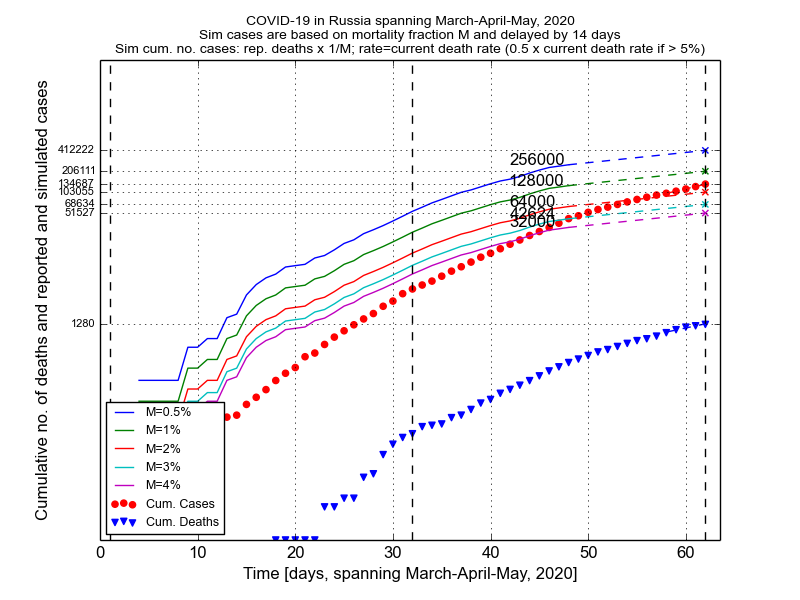 COVID-19 in Russia spanning March-April-May, 2020
Sim cases are based on mortality fraction M and delayed by 14 days
Sim cum. no. cases: rep. deaths x 1/M; rate=current death rate (0.5 x current death rate if > 5%)
Cumulative no. of deaths and reported and simulated cases
412222
206111
134687
103055
68634
51527
1280
256000
128000
64000
42624
32000
M=0.5%
M=1%
M=2%
M=3%
M=4%
Cum. Cases
Cum. Deaths
0 10 20 30 40 50 60
Time [days, spanning March-April-May, 2020]